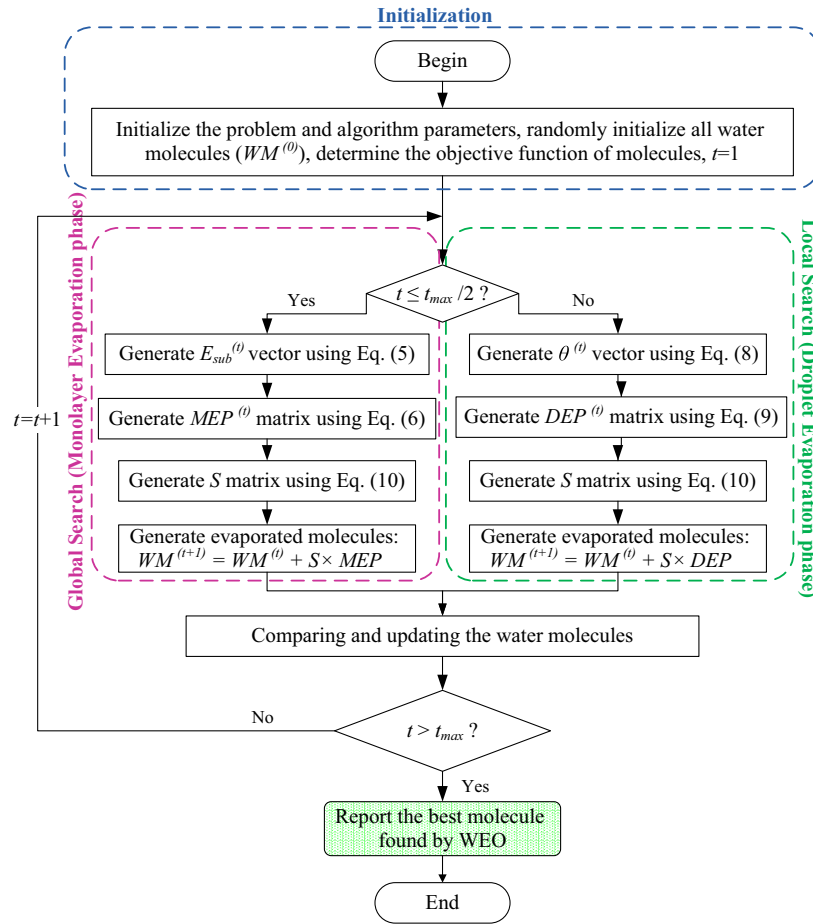 Initialization
Begin
Initialize the problem and algorithm parameters, randomly initialize all water
molecules (WM⁽⁰⁾), determine the objective function of molecules, t=1
Global Search (Monolayer Evaporation phase)
Local Search (Droplet Evaporation phase)
t ≤ t_max /2 ?
Yes
No
Generate E_sub⁽ᵗ⁾ vector using Eq. (5)
Generate θ ⁽ᵗ⁾ vector using Eq. (8)
t=t+1
Generate MEP ⁽ᵗ⁾ matrix using Eq. (6)
Generate DEP ⁽ᵗ⁾ matrix using Eq. (9)
Generate S matrix using Eq. (10)
Generate S matrix using Eq. (10)
Generate evaporated molecules:
WM ⁽ᵗ⁺¹⁾ = WM⁽ᵗ⁾ + S× MEP
Generate evaporated molecules:
WM ⁽ᵗ⁺¹⁾ = WM⁽ᵗ⁾ + S× DEP
Comparing and updating the water molecules
No
t > t_max ?
Yes
Report the best molecule
found by WEO
End